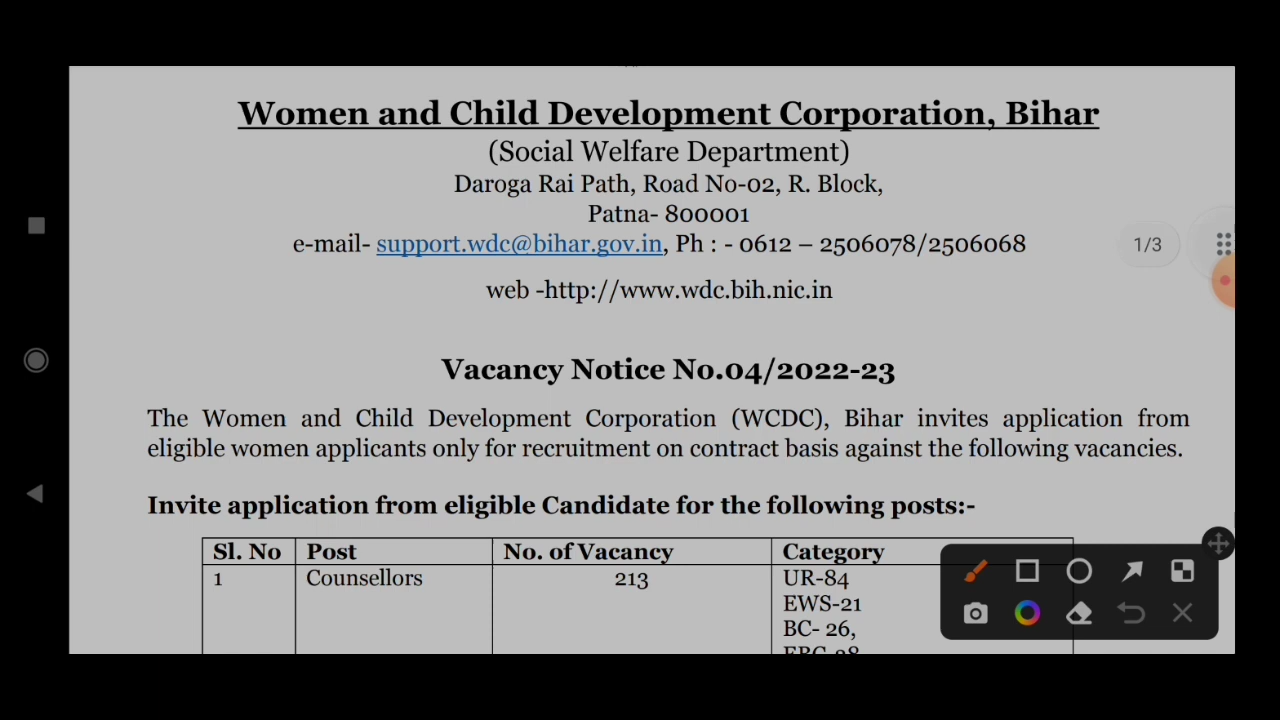 Women and Child Development Corporation, Bihar
(Social Welfare Department)
Daroga Rai Path, Road No-02, R. Block,
Patna- 800001
e-mail- support.wdc@bihar.gov.in, Ph : - 0612 – 2506078/2506068
1/3
web -http://www.wdc.bih.nic.in
Vacancy Notice No.04/2022-23
The Women and Child Development Corporation (WCDC), Bihar invites application from
eligible women applicants only for recruitment on contract basis against the following vacancies.
Invite application from eligible Candidate for the following posts:-
Sl. No Post No. of Vacancy Category
1 Counsellors 213 UR-84
EWS-21
BC- 26,